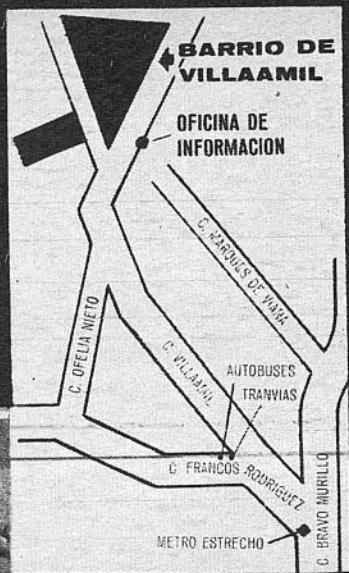 BARRIO DE
VILLAAMIL
OFICINA DE
INFORMACION
C. MARQUES DE VIANA
C. OFELIA NIETO
C. VILLAAMIL
AUTOBUSES
TRANVIAS
C. FRANCOS RODRIGUEZ
C. BRAVO MURILLO
METRO ESTRECHO